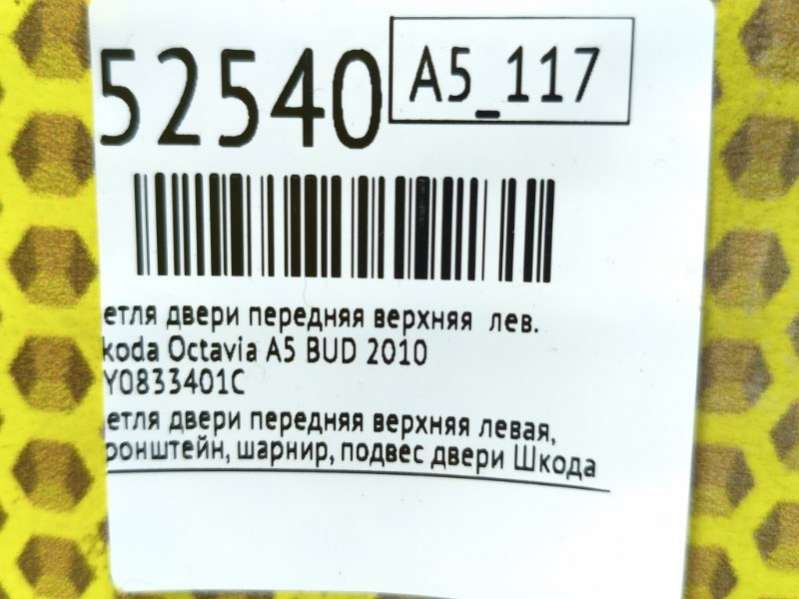 52540
A5_117
етля двери передняя верхняя лев.
koda Octavia A5 BUD 2010
Y0833401C
етля двери передняя верхняя левая,
ронштейн, шарнир, подвес двери Шкода